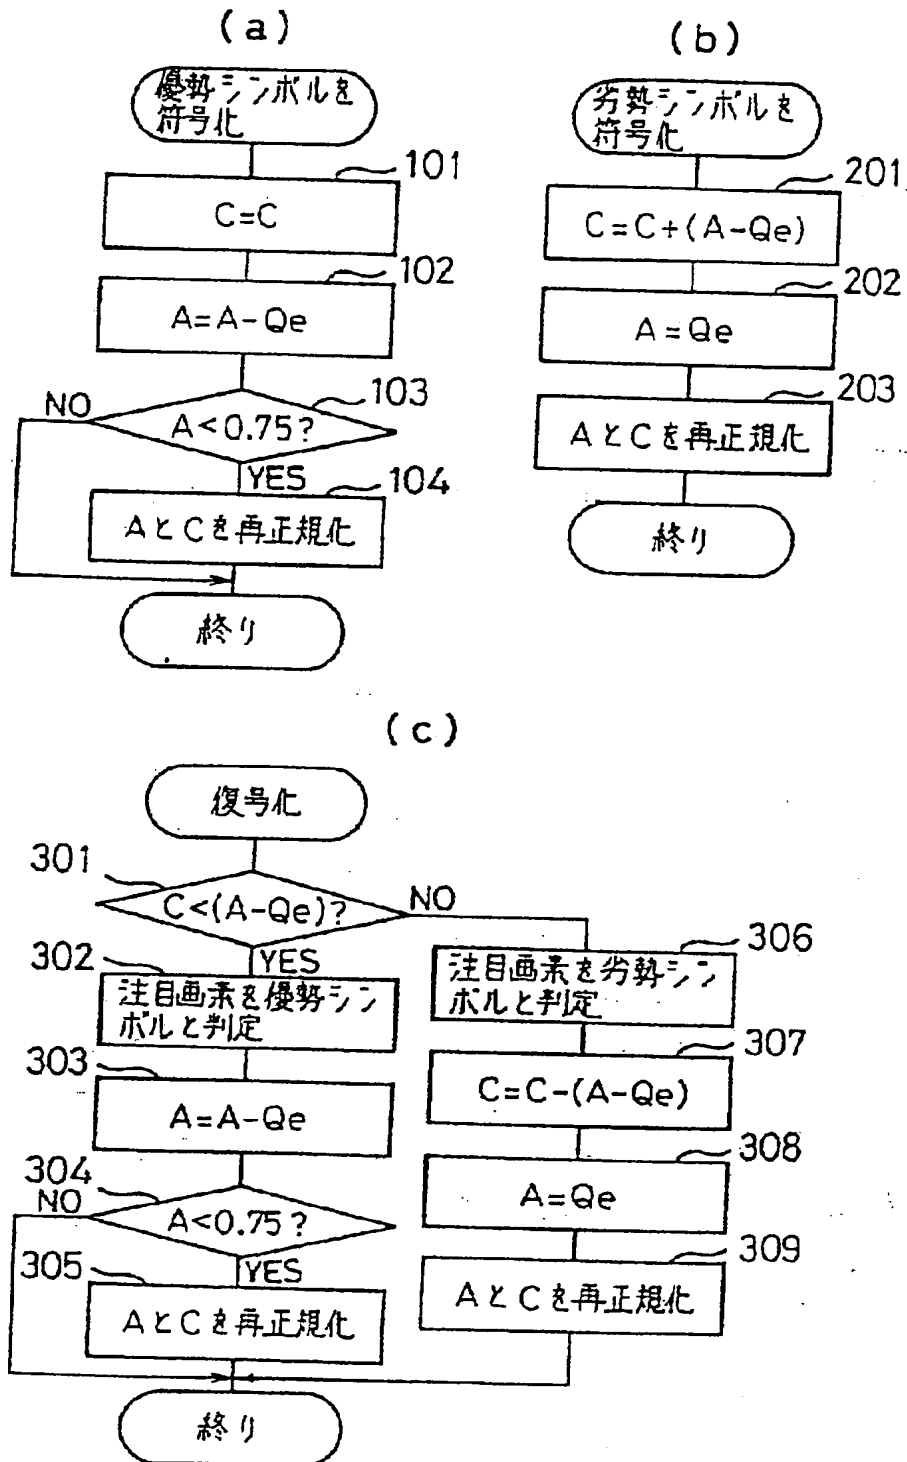 (a)
優勢シンボルを
符号化
101
C=C
102
A=A-Qe
103
NO
A<0.75?
YES
104
AとCを再正規化
終り
(b)
劣勢シンボルを
符号化
201
C=C+(A-Qe)
202
A=Qe
203
AとCを再正規化
終り
(c)
復号化
301
C<(A-Qe)?
NO
YES
302
注目画素を優勢シン
ボルと判定
303
A=A-Qe
304
NO
A<0.75?
YES
305
AとCを再正規化
306
注目画素を劣勢シン
ボルと判定
307
C=C-(A-Qe)
308
A=Qe
309
AとCを再正規化
終り